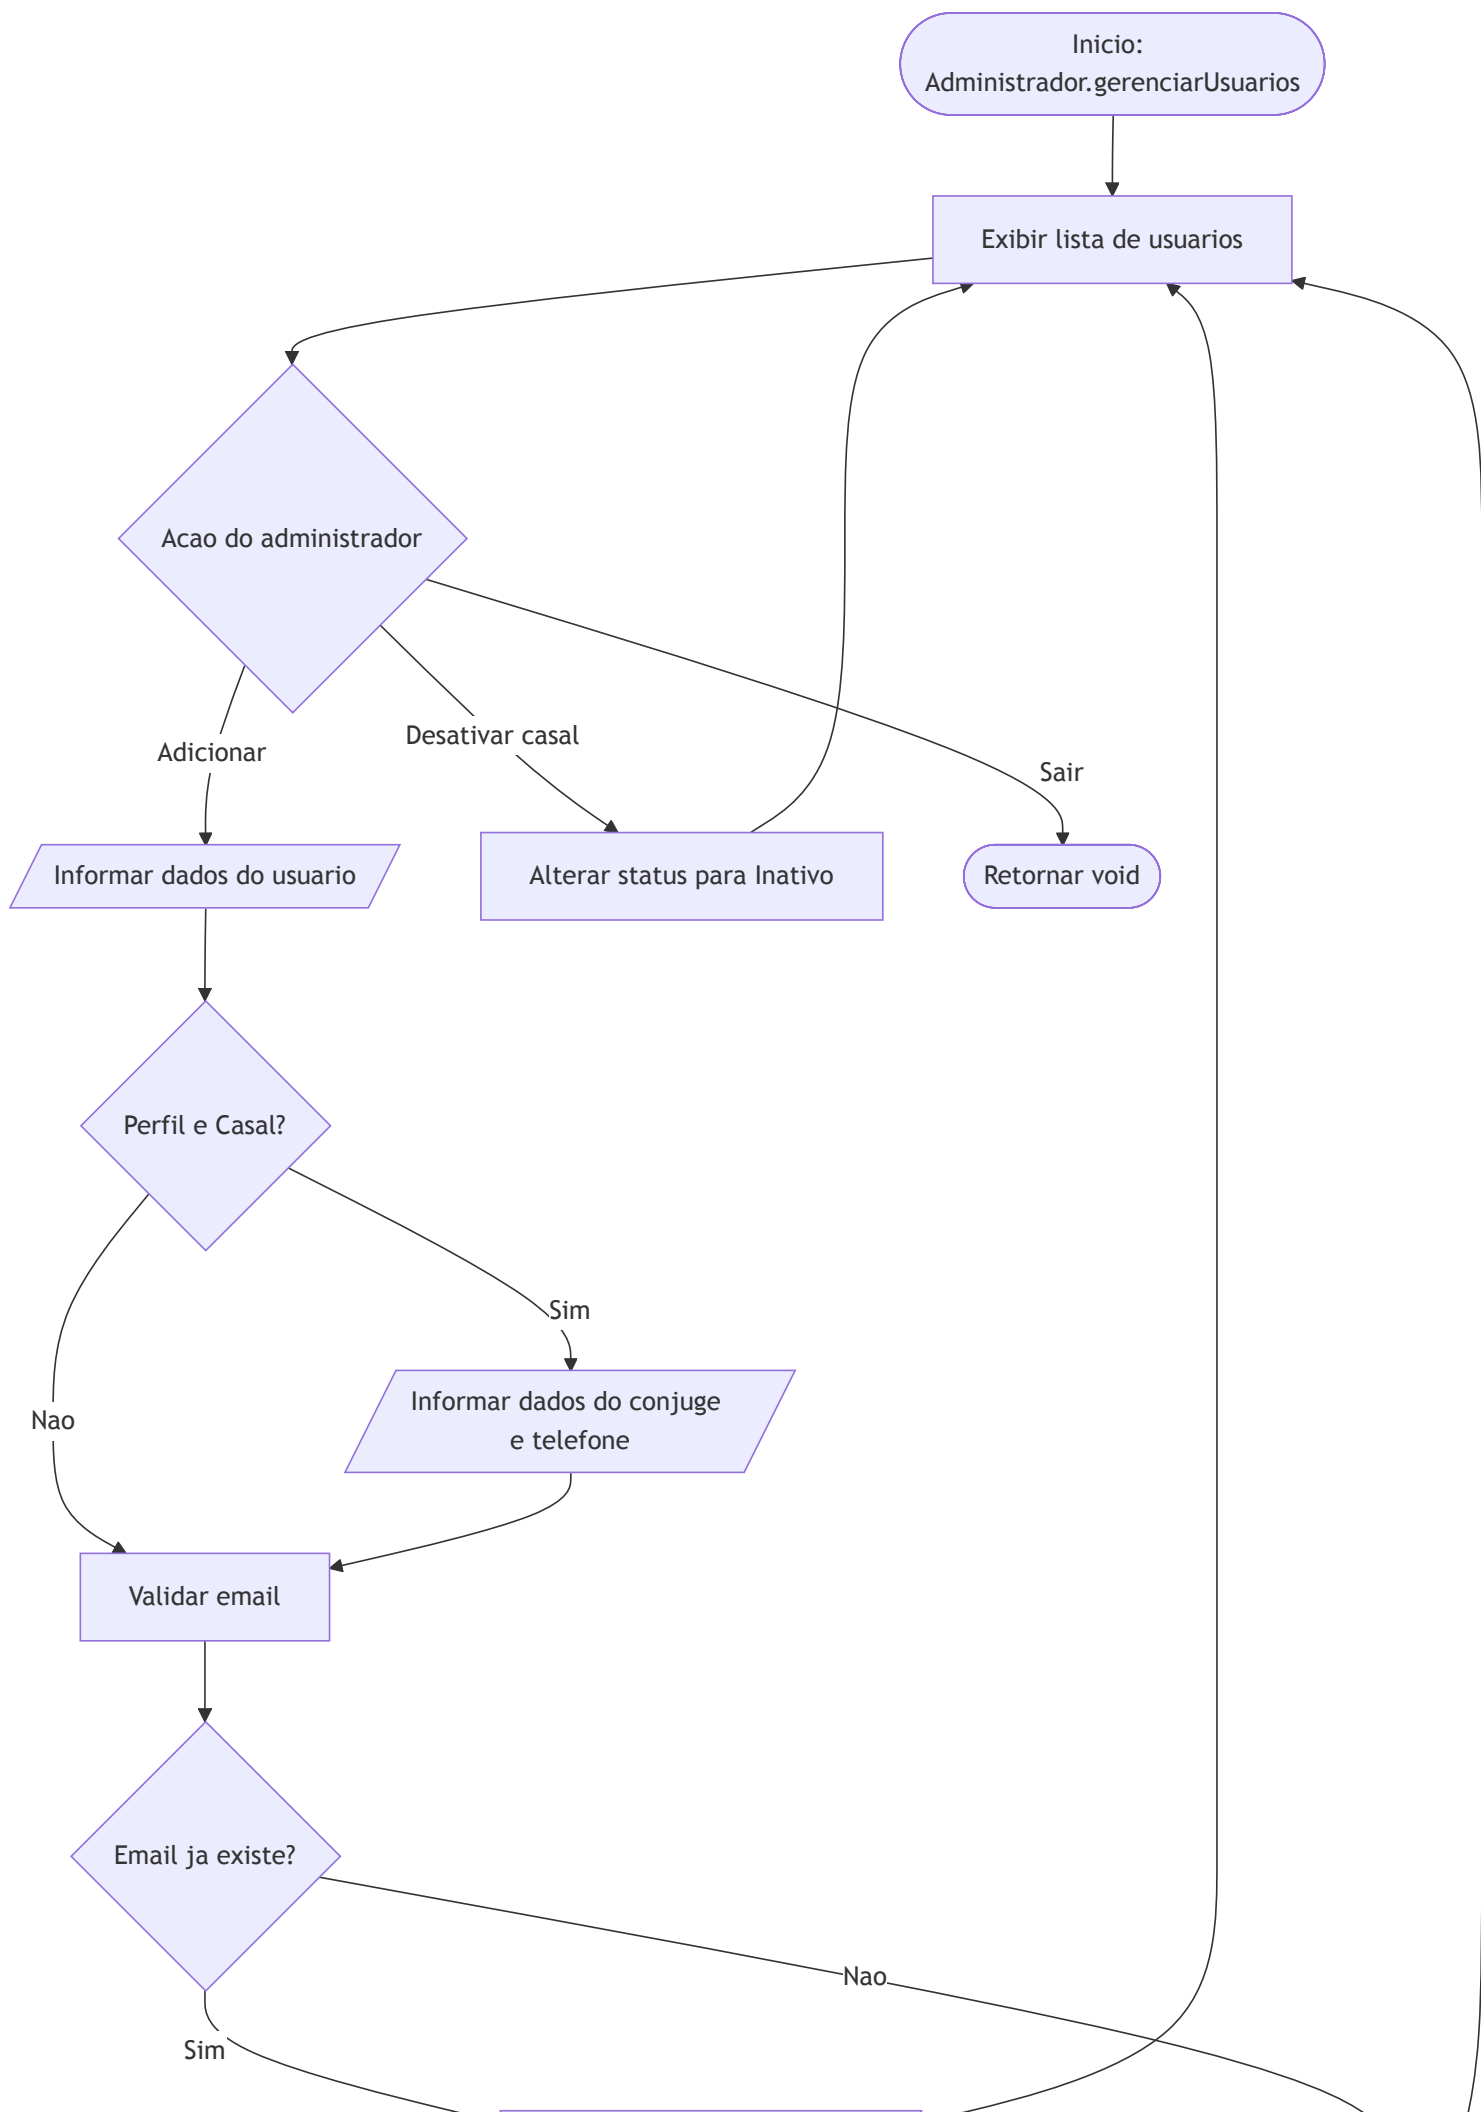 Inicio:
Administrador.gerenciarUsuarios
Exibir lista de usuarios
Acao do administrador
Adicionar
Desativar casal
Sair
Informar dados do usuario
Alterar status para Inativo
Retornar void
Perfil e Casal?
Sim
Nao
Informar dados do conjuge
e telefone
Validar email
Email ja existe?
Nao
Sim